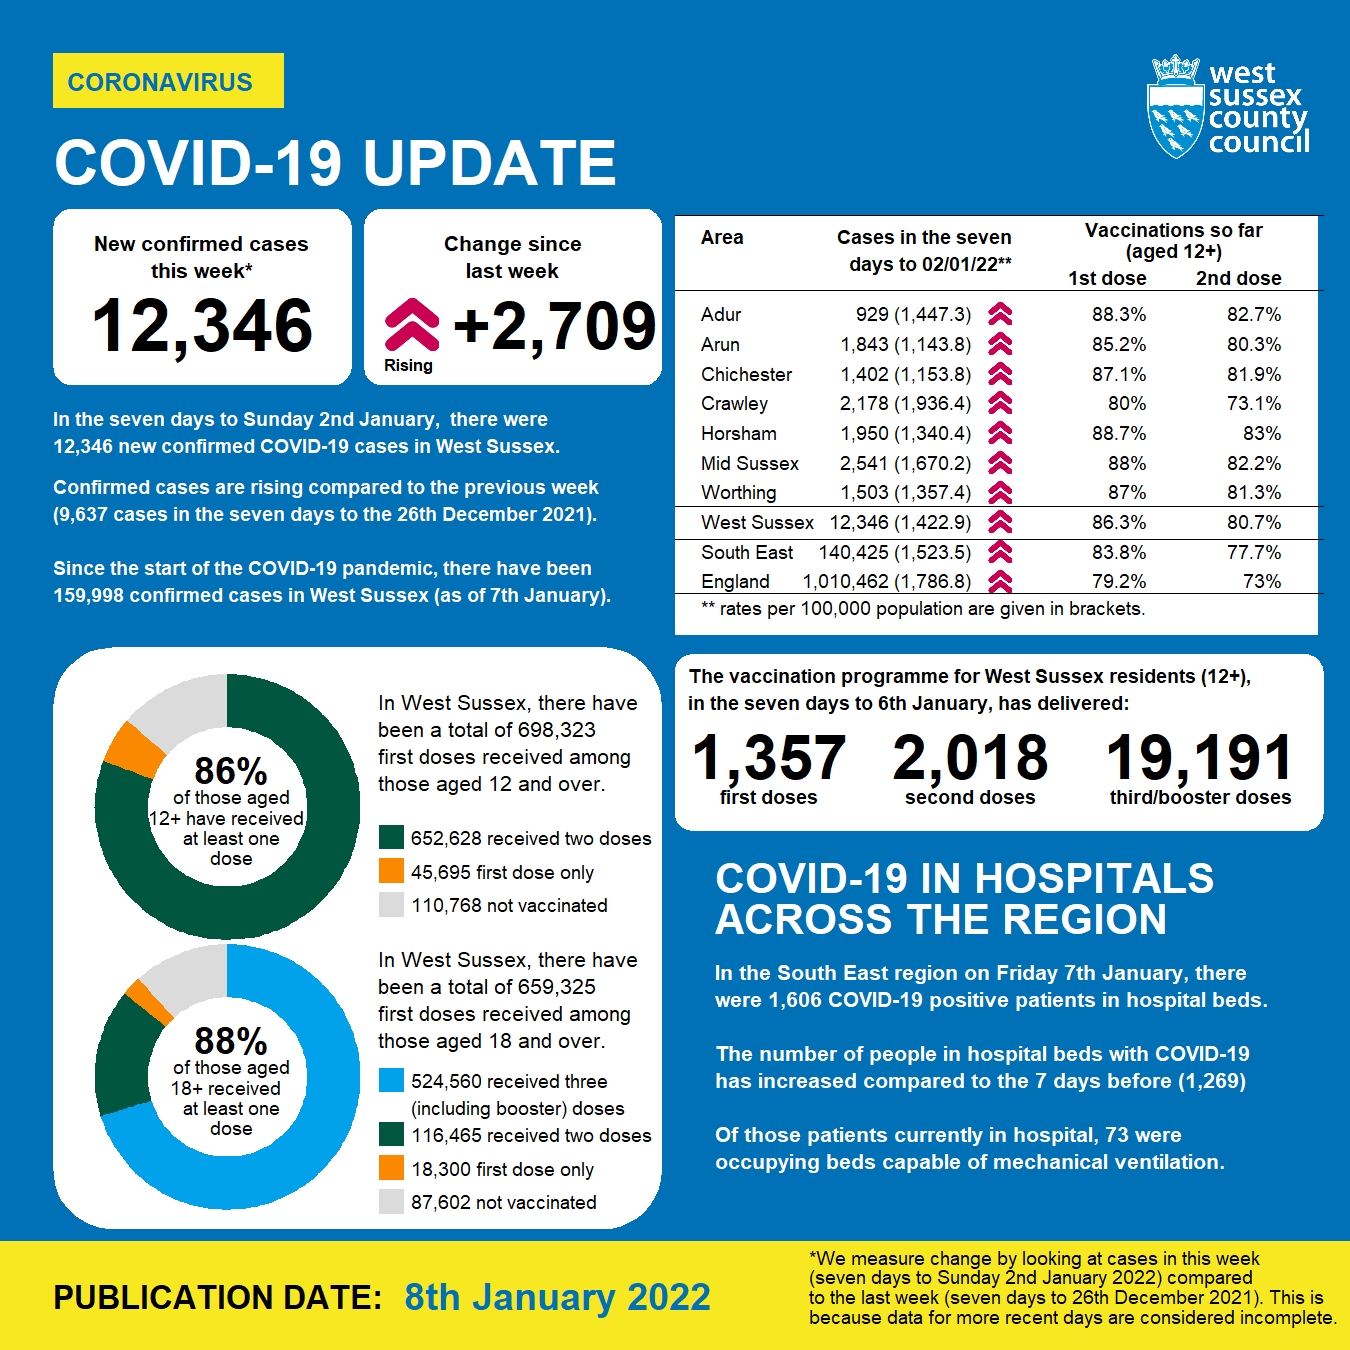 CORONAVIRUS
west
sussex
county
council
COVID-19 UPDATE
New confirmed cases
this week*
12,346
Change since
last week
+2,709
Rising
In the seven days to Sunday 2nd January,  there were
12,346 new confirmed COVID-19 cases in West Sussex.
Confirmed cases are rising compared to the previous week
(9,637 cases in the seven days to the 26th December 2021).
Since the start of the COVID-19 pandemic, there have been
159,998 confirmed cases in West Sussex (as of 7th January).
Area Cases in the seven Vaccinations so far
days to 02/01/22** (aged 12+)
1st dose 2nd dose
Adur 929 (1,447.3) 88.3% 82.7%
Arun 1,843 (1,143.8) 85.2% 80.3%
Chichester 1,402 (1,153.8) 87.1% 81.9%
Crawley 2,178 (1,936.4) 80% 73.1%
Horsham 1,950 (1,340.4) 88.7% 83%
Mid Sussex 2,541 (1,670.2) 88% 82.2%
Worthing 1,503 (1,357.4) 87% 81.3%
West Sussex 12,346 (1,422.9) 86.3% 80.7%
South East 140,425 (1,523.5) 83.8% 77.7%
England 1,010,462 (1,786.8) 79.2% 73%
** rates per 100,000 population are given in brackets.
86%
of those aged
12+ have received
at least one
dose
In West Sussex, there have
been a total of 698,323
first doses received among
those aged 12 and over.
652,628 received two doses
45,695 first dose only
110,768 not vaccinated
88%
of those aged
18+ received
at least one
dose
In West Sussex, there have
been a total of 659,325
first doses received among
those aged 18 and over.
524,560 received three
(including booster) doses
116,465 received two doses
18,300 first dose only
87,602 not vaccinated
The vaccination programme for West Sussex residents (12+),
in the seven days to 6th January, has delivered:
1,357 2,018 19,191
first doses second doses third/booster doses
COVID-19 IN HOSPITALS
ACROSS THE REGION
In the South East region on Friday 7th January, there
were 1,606 COVID-19 positive patients in hospital beds.
The number of people in hospital beds with COVID-19
has increased compared to the 7 days before (1,269)
Of those patients currently in hospital, 73 were
occupying beds capable of mechanical ventilation.
PUBLICATION DATE: 8th January 2022
*We measure change by looking at cases in this week
(seven days to Sunday 2nd January 2022) compared
to the last week (seven days to 26th December 2021). This is
because data for more recent days are considered incomplete.